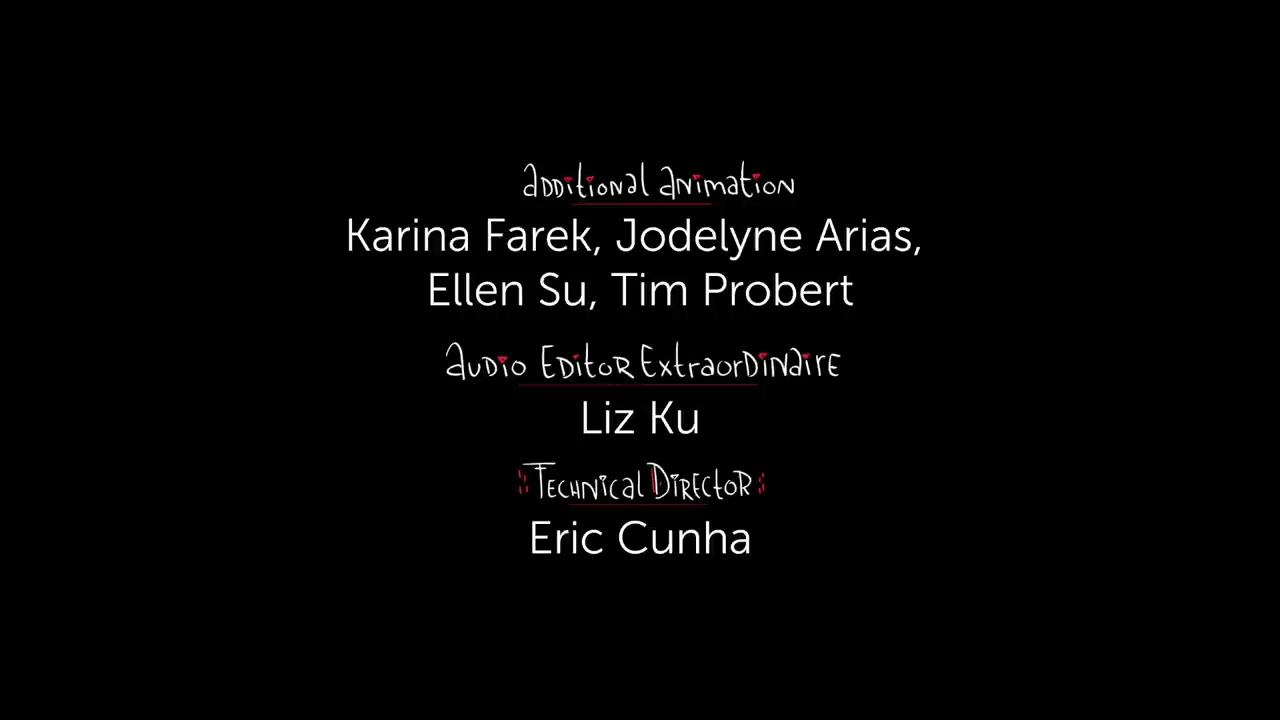 Additional Animation
Karina Farek, Jodelyne Arias,
Ellen Su, Tim Probert
Audio Editor Extraordinaire
Liz Ku
Technical Director
Eric Cunha